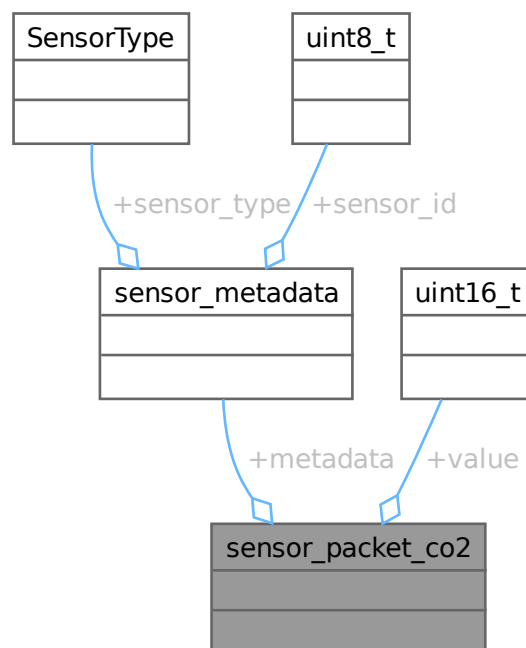 SensorType
uint8_t
+sensor_type
+sensor_id
sensor_metadata
uint16_t
+metadata
+value
sensor_packet_co2